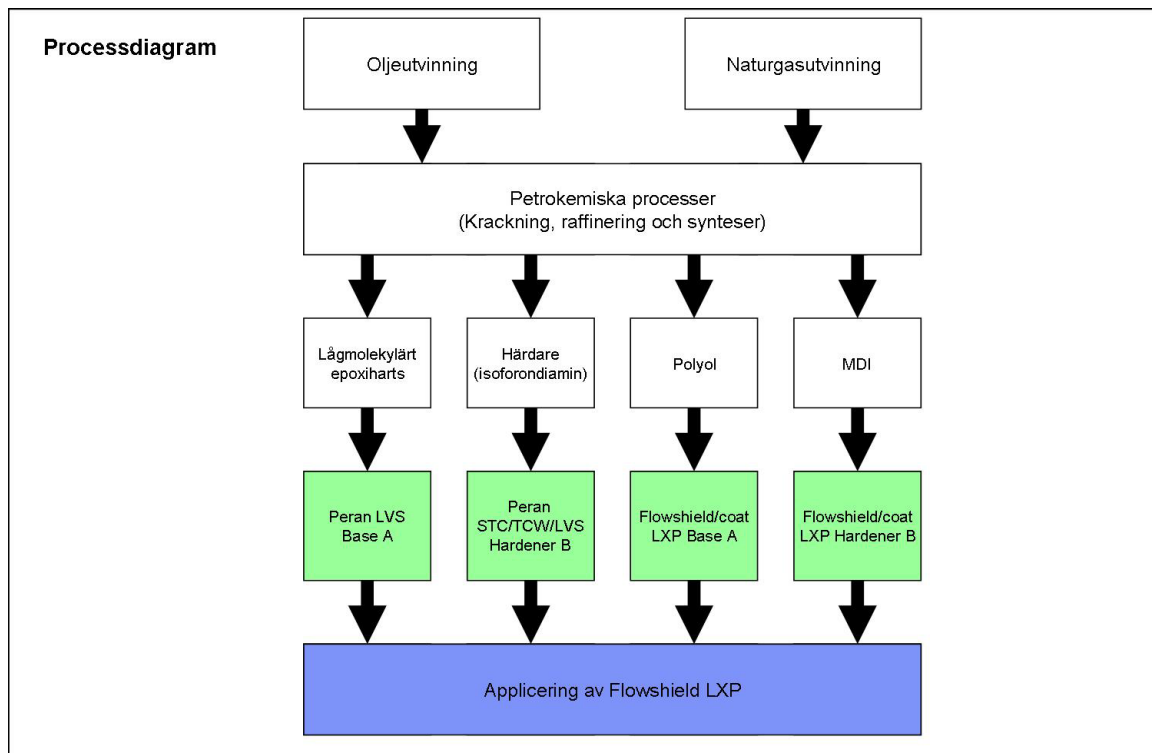 Processdiagram
Oljeutvinning
Naturgasutvinning
Petrokemiska processer
(Krackning, raffinering och synteser)
Lågmolekylärt
epoxiharts
Härdare
(isoforondiamin)
Polyol
MDI
Peran LVS
Base A
Peran
STC/TCW/LVS
Hardener B
Flowshield/coat
LXP Base A
Flowshield/coat
LXP Hardener B
Applicering av Flowshield LXP